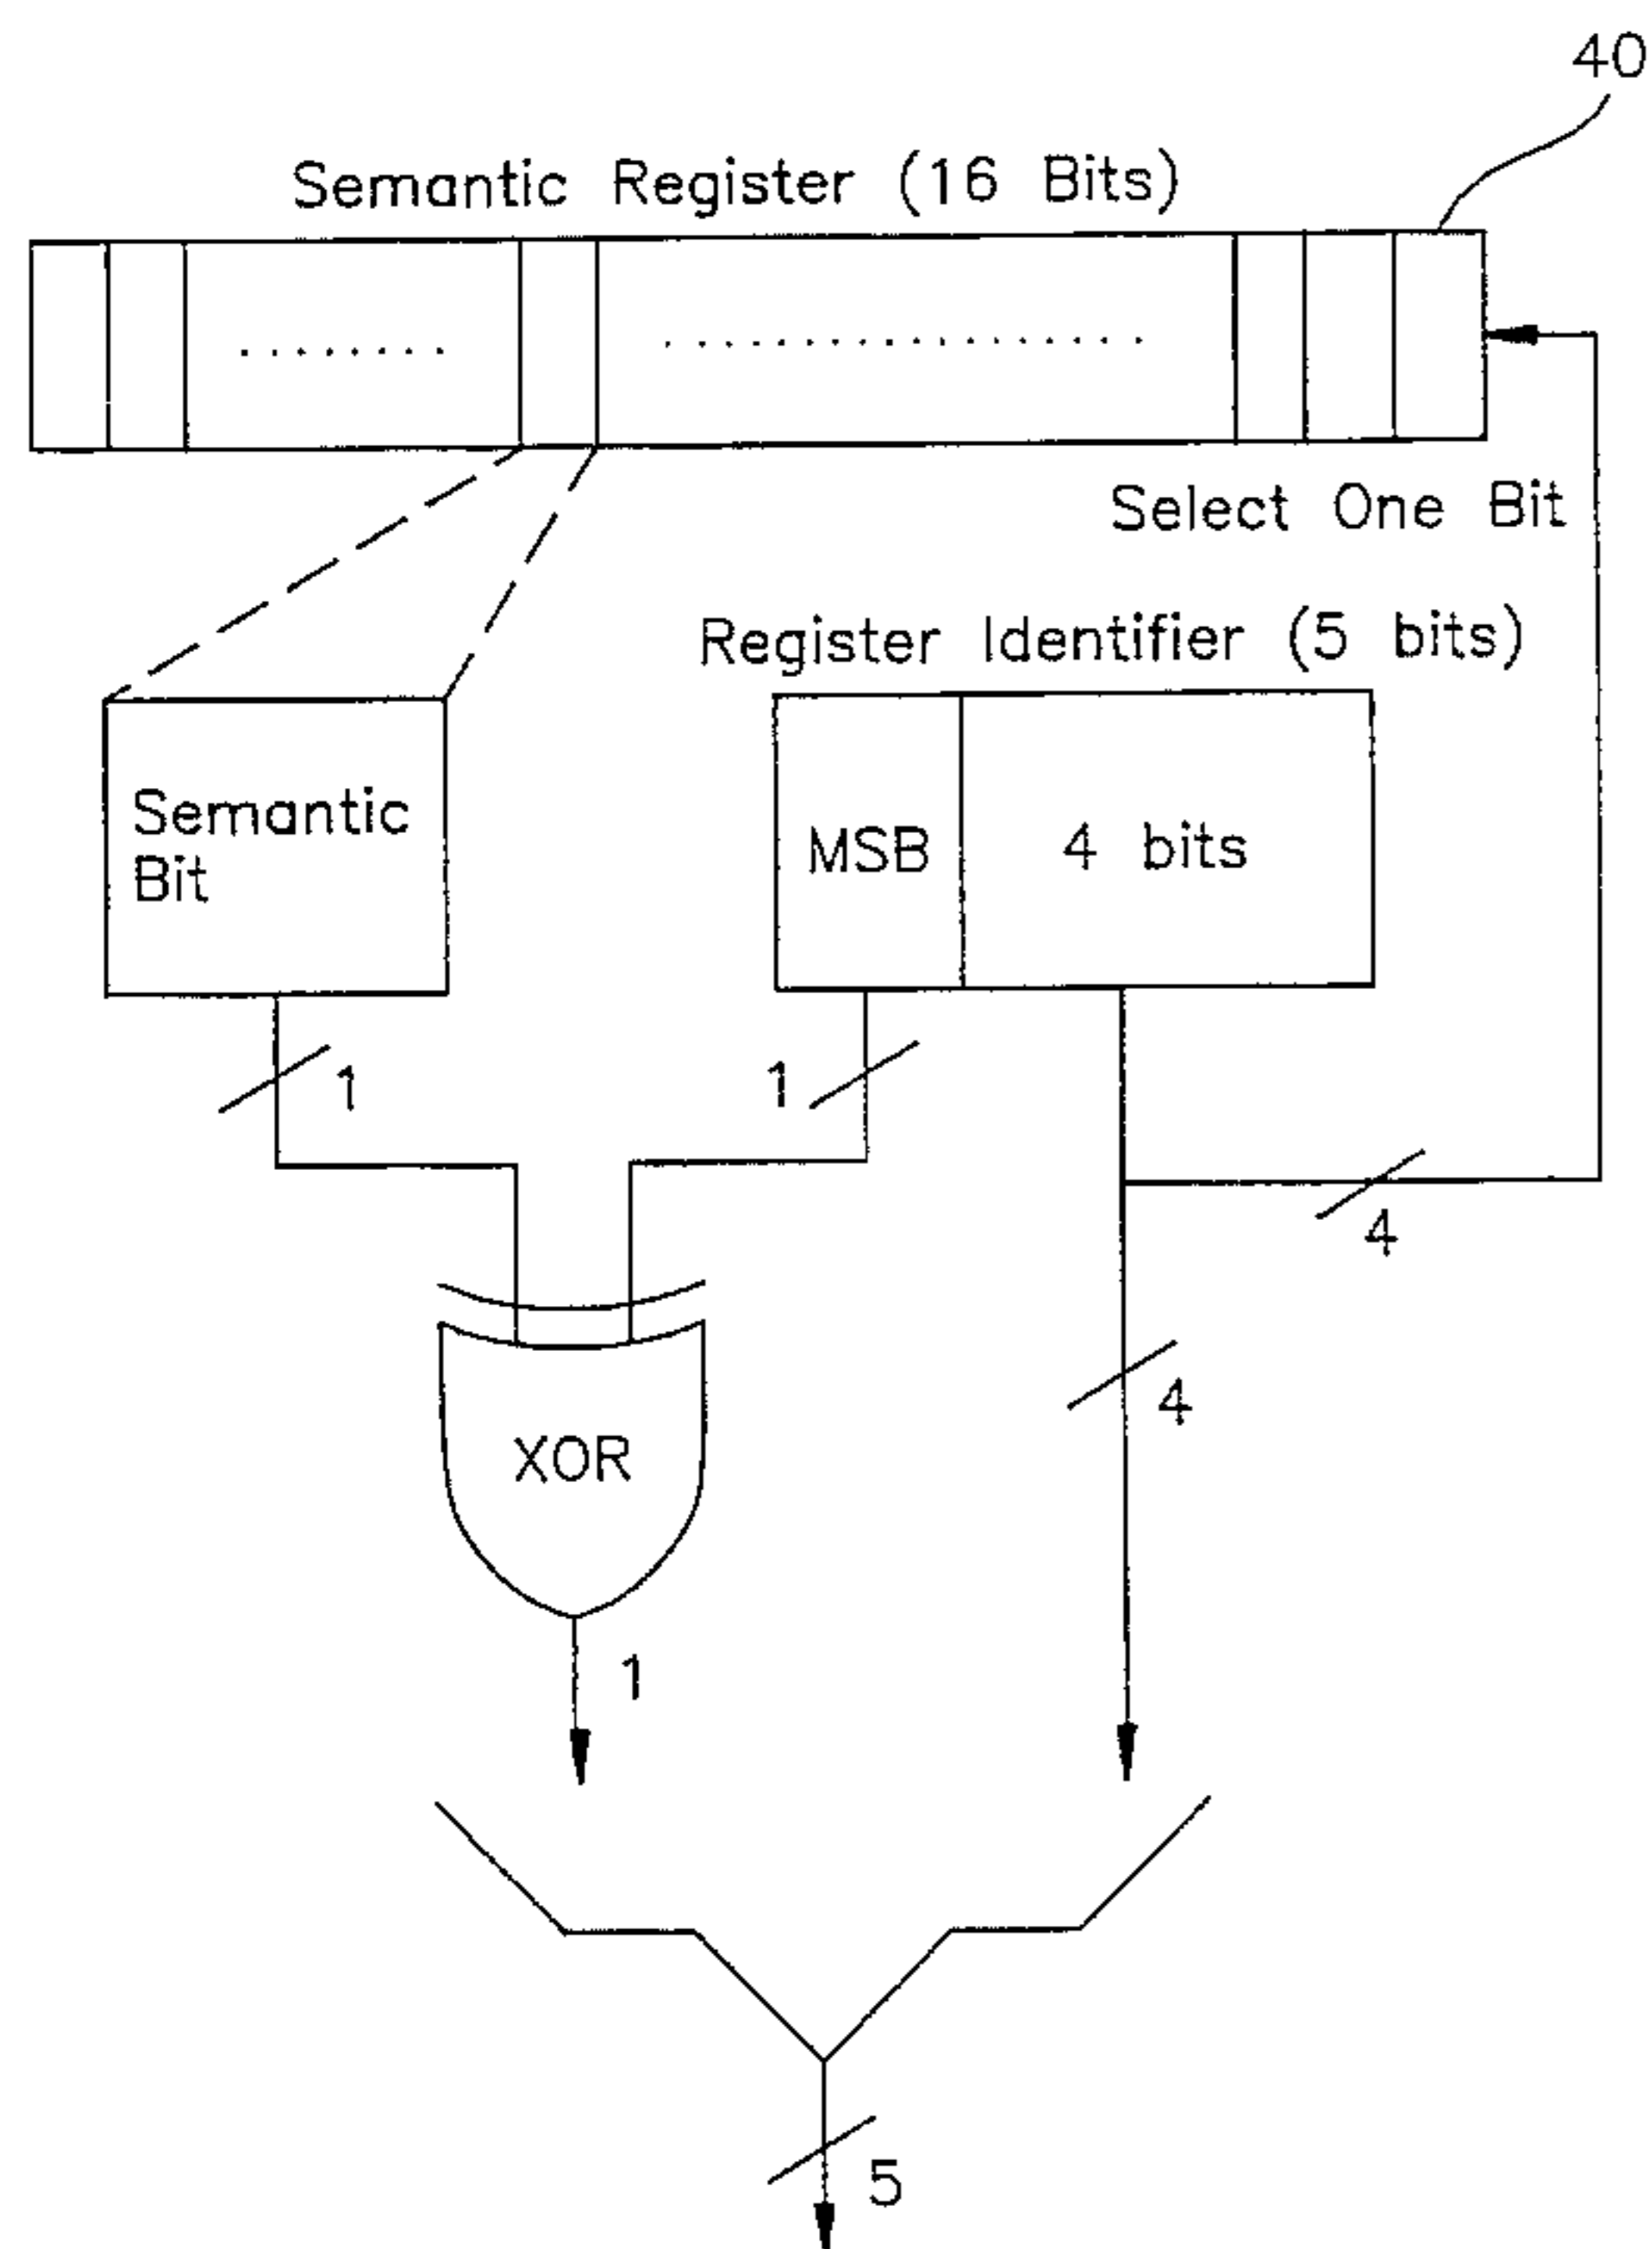 40
Semantic Register (16 Bits)
Select One Bit
Register Identifier (5 bits)
Semantic
Bit
MSB
4 bits
1
1
4
4
XOR
1
5